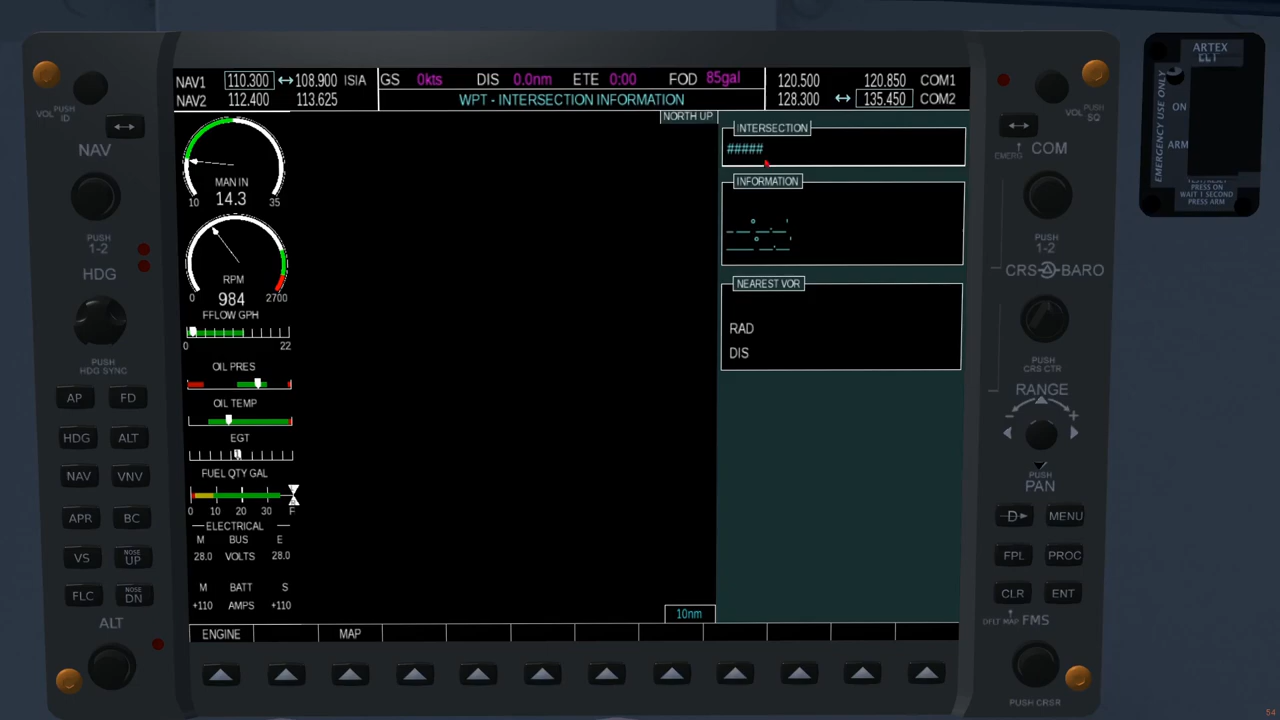 NAV1 110.300 ↔ 108.900 ISIA
NAV2 112.400 113.625
GS 0kts DIS 0.0nm ETE 0:00 FOD 85gal
WPT - INTERSECTION INFORMATION
120.500 120.850 COM1
128.300 ↔ 135.450 COM2
NORTH UP
MAN IN
14.3
10 35
RPM
984
0 2700
FFLOW GPH
0 22
OIL PRES
OIL TEMP
EGT
FUEL QTY GAL
0 10 20 30 F
ELECTRICAL
M BUS E
28.0 VOLTS 28.0
M BATT S
+110 AMPS +110
INTERSECTION
#####
INFORMATION
NEAREST VOR
RAD
DIS
10nm
ENGINE MAP
VOL PUSH ID
NAV
PUSH
1-2
HDG
PUSH
HDG SYNC
AP FD
HDG ALT
NAV VNV
APR BC
VS NOSE UP
FLC NOSE DN
ALT
VOL PUSH SQ
EMERG COM
PUSH
1-2
CRS BARO
PUSH
CRS CTR
RANGE
- +
PUSH
PAN
D MENU
FPL PROC
CLR ENT
DFLT MAP FMS
PUSH CRSR
ARTEX
ELT
EMERGENCY USE ONLY
ON
ARM
PRESS ON
WAIT 1 SECOND
PRESS ARM
54